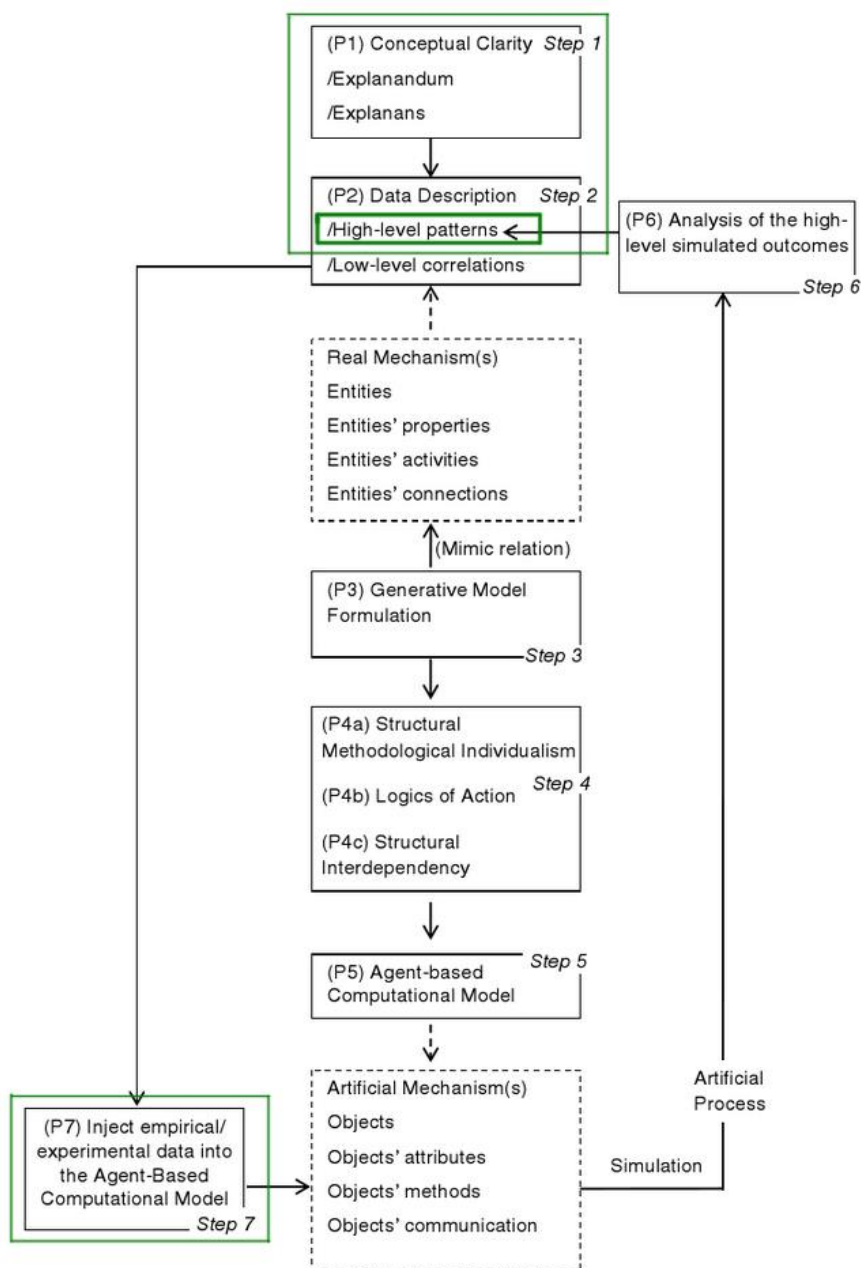 (P1) Conceptual Clarity Step 1
/Explanandum
/Explanans
(P2) Data Description Step 2
/High-level patterns
/Low-level correlations
(P6) Analysis of the high-
level simulated outcomes
Step 6
Real Mechanism(s)
Entities
Entities' properties
Entities' activities
Entities' connections
(Mimic relation)
(P3) Generative Model
Formulation
Step 3
(P4a) Structural
Methodological Individualism
Step 4
(P4b) Logics of Action
(P4c) Structural
Interdependency
Step 5
(P5) Agent-based
Computational Model
Artificial Mechanism(s)
Objects
Objects' attributes
Objects' methods
Objects' communication
Artificial
Process
Simulation
(P7) Inject empirical/
experimental data into
the Agent-Based
Computational Model
Step 7